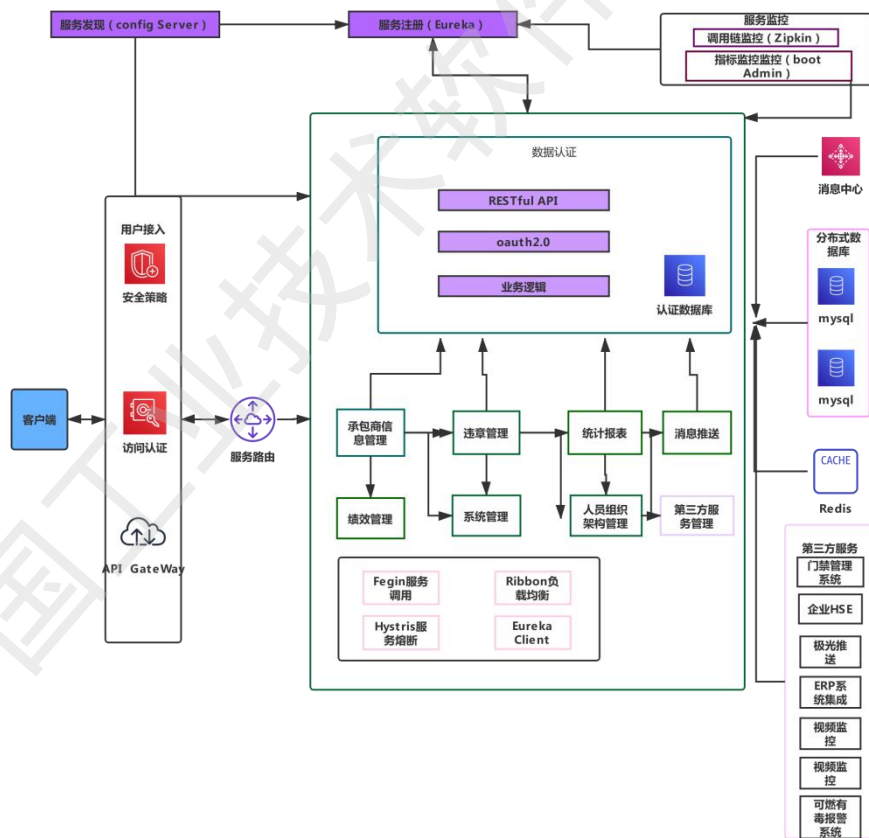 服务发现（config Server）
服务注册（Eureka）
服务监控
调用链监控（Zipkin）
指标监控监控（boot
Admin）
数据认证
RESTful API
oauth2.0
业务逻辑
认证数据库
消息中心
分布式数
据库
mysql
mysql
CACHE
Redis
用户接入
安全策略
访问认证
API GateWay
客户端
服务路由
承包商信
息管理
违章管理
统计报表
消息推送
绩效管理
系统管理
人员组织
架构管理
第三方服
务管理
Fegin服务
调用
Ribbon负
载均衡
Hystris服
务熔断
Eureka
Client
第三方服务
门禁管理
系统
企业HSE
极光推
送
ERP系
统集成
视频监
控
视频监
控
可燃有
毒报警
系统
国工业技术软件